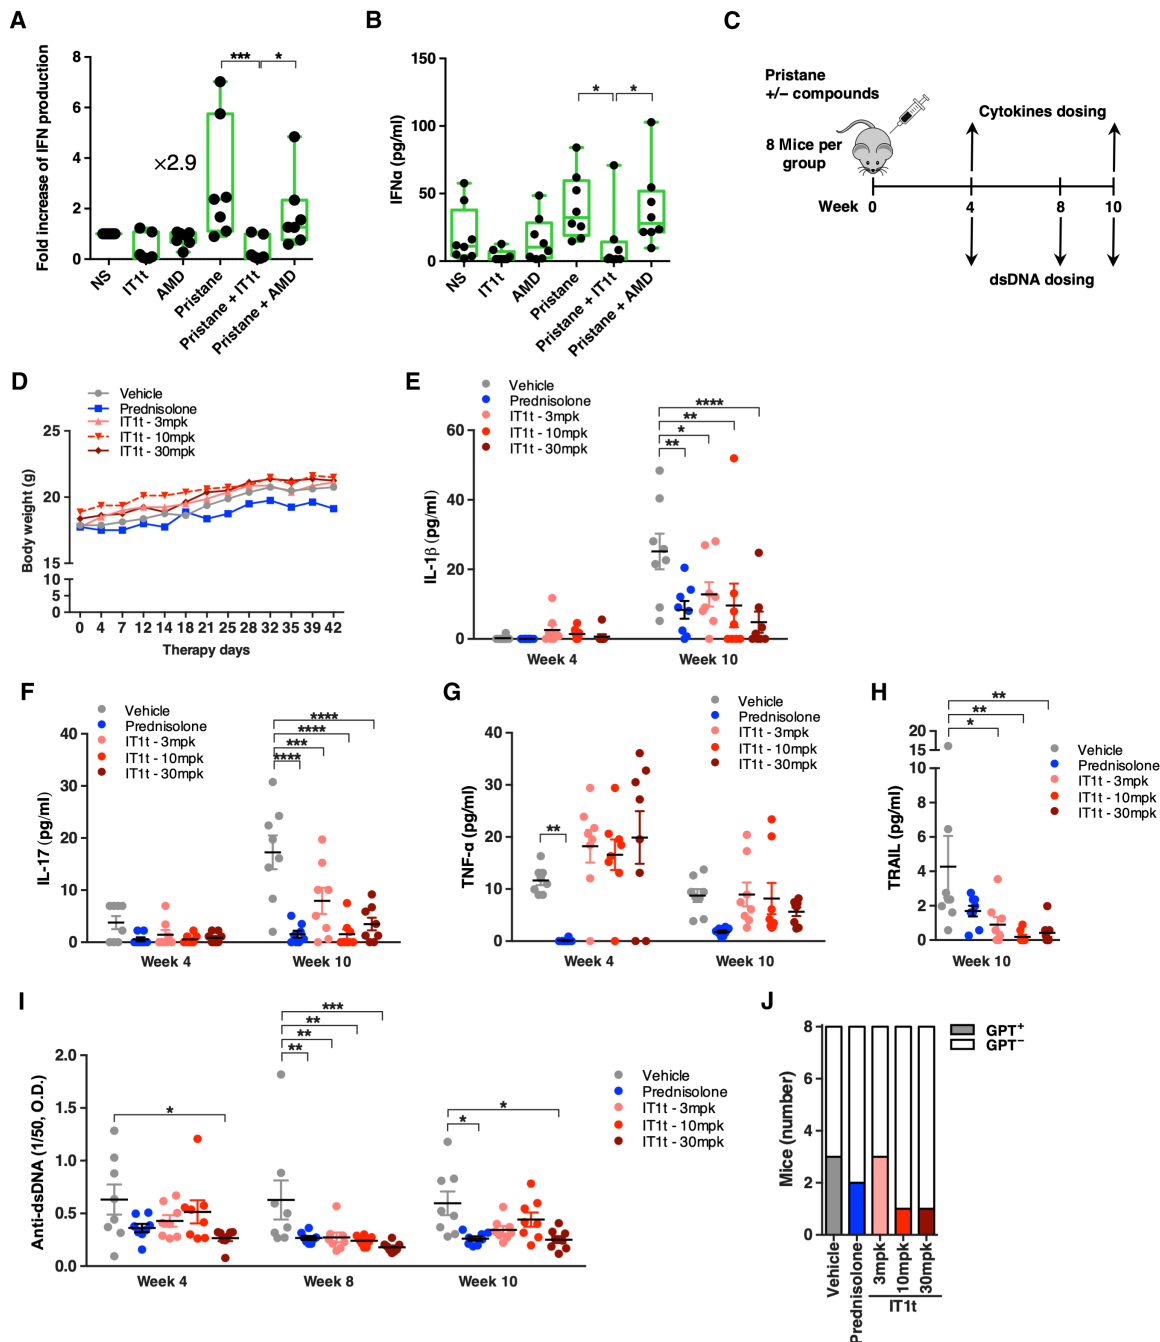 A
Fold increase of IFN production
8
6
4
2
0
×2.9
***
*
NS
IT1t
AMD
Pristane
Pristane + IT1t
Pristane + AMD
B
IFNα (pg/ml)
150
100
50
0
*
*
NS
IT1t
AMD
Pristane
Pristane + IT1t
Pristane + AMD
C
Pristane
+/− compounds
8 Mice per
group
Cytokines dosing
Week
0
4
8
10
dsDNA dosing
D
Vehicle
Prednisolone
IT1t - 3mpk
IT1t - 10mpk
IT1t - 30mpk
Body weight (g)
25
20
15
10
5
0
0 4 7 12 14 18 21 25 28 32 35 39 42
Therapy days
E
Vehicle
Prednisolone
IT1t - 3mpk
IT1t - 10mpk
IT1t - 30mpk
IL-1β (pg/ml)
60
40
20
0
****
**
*
**
Week 4
Week 10
F
Vehicle
Prednisolone
IT1t - 3mpk
IT1t - 10mpk
IT1t - 30mpk
IL-17 (pg/ml)
40
30
20
10
0
****
****
***
****
Week 4
Week 10
G
Vehicle
Prednisolone
IT1t - 3mpk
IT1t - 10mpk
IT1t - 30mpk
TNF-α (pg/ml)
40
30
20
10
0
**
Week 4
Week 10
H
TRAIL (pg/ml)
20
15
10
8
6
4
2
0
**
**
*
Vehicle
Prednisolone
IT1t - 3mpk
IT1t - 10mpk
IT1t - 30mpk
Week 10
I
Anti-dsDNA (1/50, O.D.)
2.0
1.5
1.0
0.5
0.0
*
***
**
**
**
*
*
Week 4
Week 8
Week 10
Vehicle
Prednisolone
IT1t - 3mpk
IT1t - 10mpk
IT1t - 30mpk
J
Mice (number)
8
6
4
2
0
GPT+
GPT−
Vehicle
Prednisolone
3mpk
10mpk
30mpk
IT1t